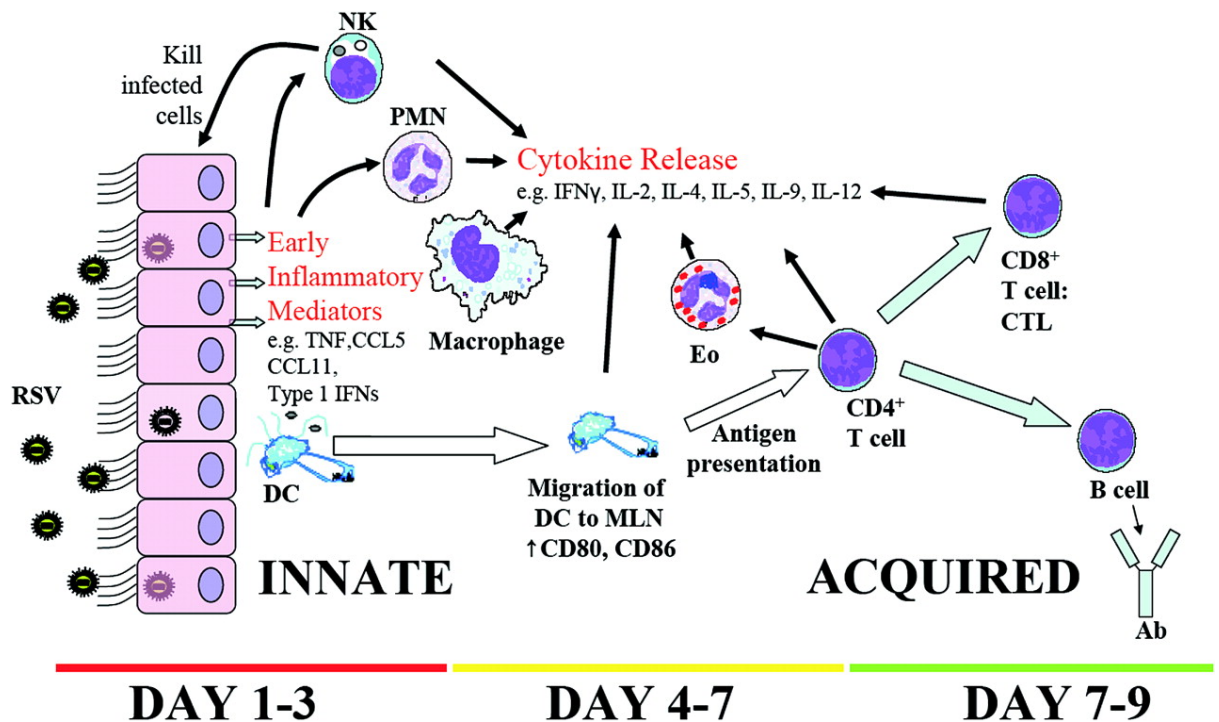 NK
Kill
infected
cells
PMN
Cytokine Release
e.g. IFNγ, IL-2, IL-4, IL-5, IL-9, IL-12
Early
Inflammatory
Mediators
e.g. TNF,CCL5
CCL11,
Type 1 IFNs
Macrophage
Eo
CD8⁺
T cell:
CTL
CD4⁺
T cell
RSV
DC
Antigen
presentation
Migration of
DC to MLN
↑CD80, CD86
B cell
Ab
INNATE
ACQUIRED
DAY 1-3
DAY 4-7
DAY 7-9